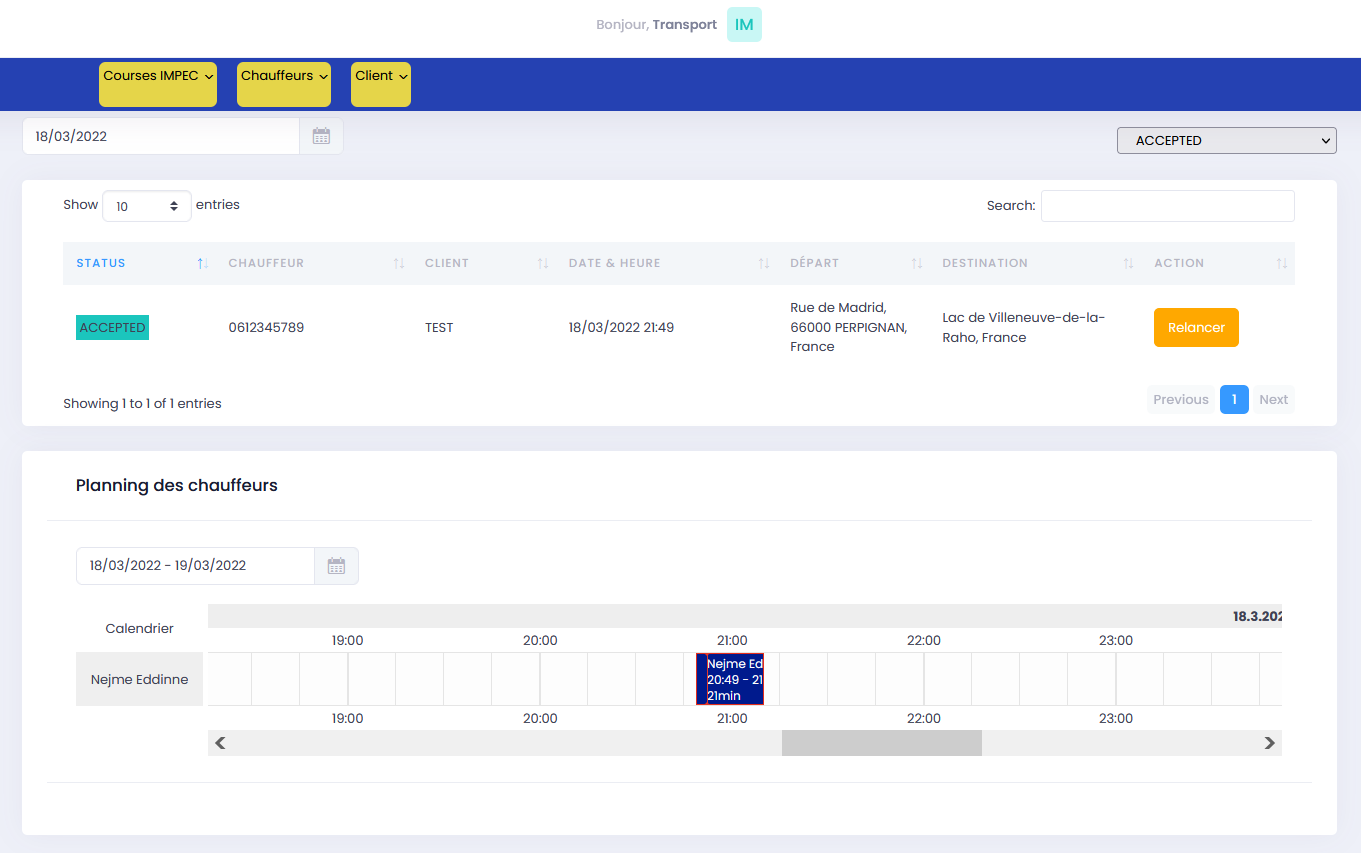 Bonjour, Transport IM
Courses IMPEC Chauffeurs Client
18/03/2022 ACCEPTED
Show 10 entries Search:
STATUS CHAUFFEUR CLIENT DATE & HEURE DÉPART DESTINATION ACTION
ACCEPTED 0612345789 TEST 18/03/2022 21:49
Rue de Madrid,
66000 PERPIGNAN,
France
Lac de Villeneuve-de-la-
Raho, France
Relancer
Showing 1 to 1 of 1 entries Previous 1 Next
Planning des chauffeurs
18/03/2022 - 19/03/2022
Calendrier
18.3.202
19:00 20:00 21:00 22:00 23:00
Nejme Eddinne
Nejme Ed
20:49 - 21
21min
19:00 20:00 21:00 22:00 23:00